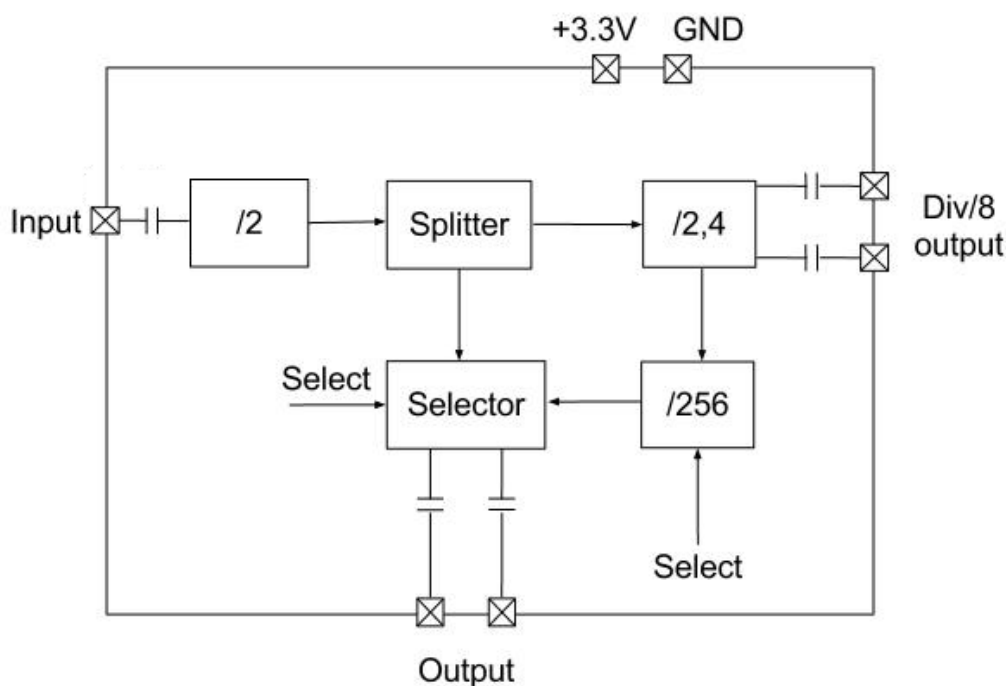 +3.3V GND
Input
/2
Splitter
/2,4
Div/8
output
Select
Selector
/256
Select
Output